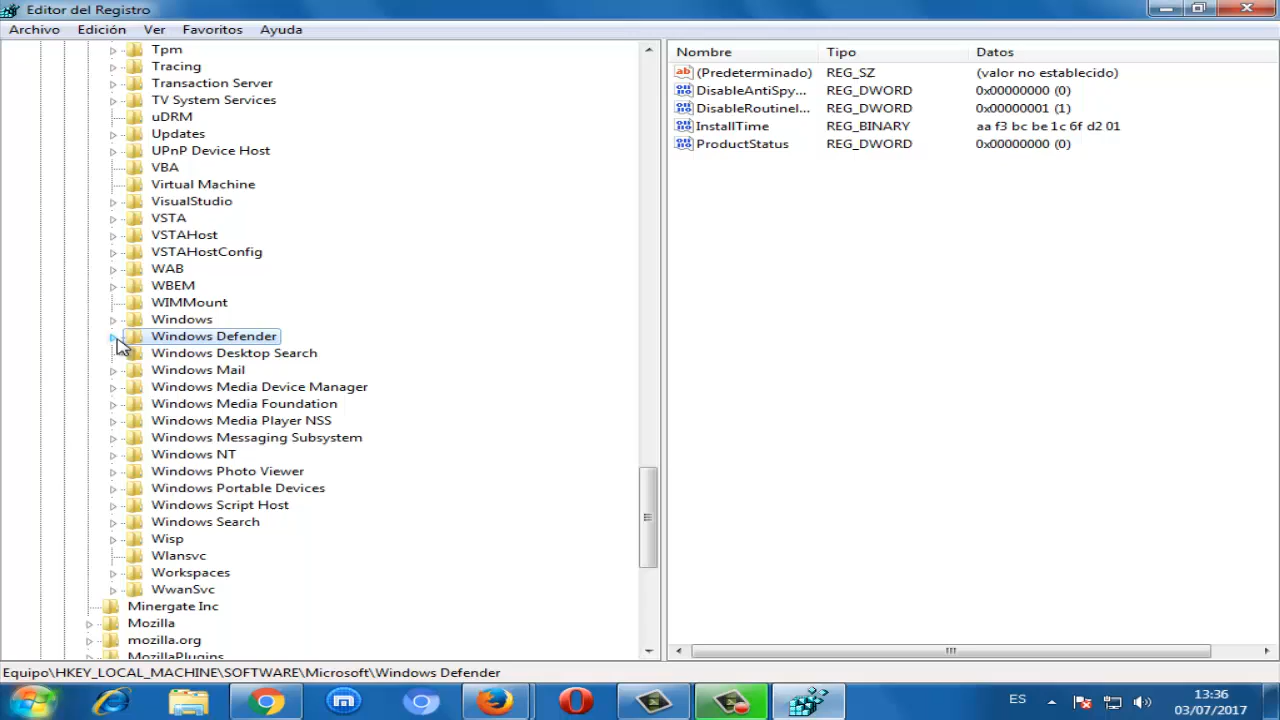 Editor del Registro
Archivo Edición Ver Favoritos Ayuda
Tpm
Tracing
Transaction Server
TV System Services
uDRM
Updates
UPnP Device Host
VBA
Virtual Machine
VisualStudio
VSTA
VSTAHost
VSTAHostConfig
WAB
WBEM
WIMMount
Windows
Windows Defender
Windows Desktop Search
Windows Mail
Windows Media Device Manager
Windows Media Foundation
Windows Media Player NSS
Windows Messaging Subsystem
Windows NT
Windows Photo Viewer
Windows Portable Devices
Windows Script Host
Windows Search
Wisp
Wlansvc
Workspaces
WwanSvc
Minergate Inc
Mozilla
mozilla.org
MozillaPlugins
Nombre Tipo Datos
(Predeterminado) REG_SZ (valor no establecido)
DisableAntiSpy... REG_DWORD 0x00000000 (0)
DisableRoutinel... REG_DWORD 0x00000001 (1)
InstallTime REG_BINARY aa f3 bc be 1c 6f d2 01
ProductStatus REG_DWORD 0x00000000 (0)
Equipo\HKEY_LOCAL_MACHINE\SOFTWARE\Microsoft\Windows Defender
ES
13:36
03/07/2017